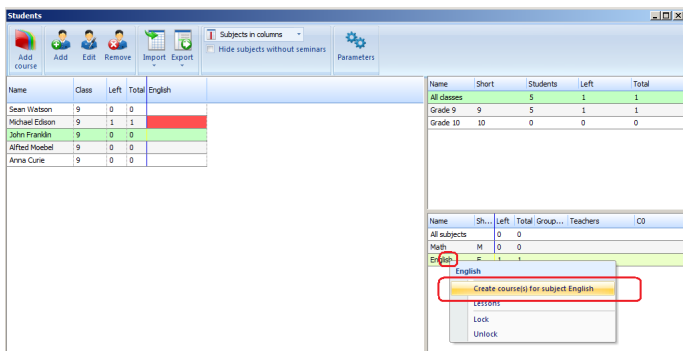 Students
Add course
Add
Edit
Remove
Import
Export
Subjects in columns
Hide subjects without seminars
Parameters
Name Class Left Total English
Sean Watson 9 0 0
Michael Edison 9 1 1
John Franklin 9 0 0
Alfted Moebel 9 0 0
Anna Curie 9 0 0
Name Short Students Left Total
All classes 5 1 1
Grade 9 9 5 1 1
Grade 10 10 0 0 0
Name Sh... Left Total Group... Teachers C0
All subjects 0 0
Math M 0 0
English E 1 1
English
Create course(s) for subject English
Lessons
Lock
Unlock